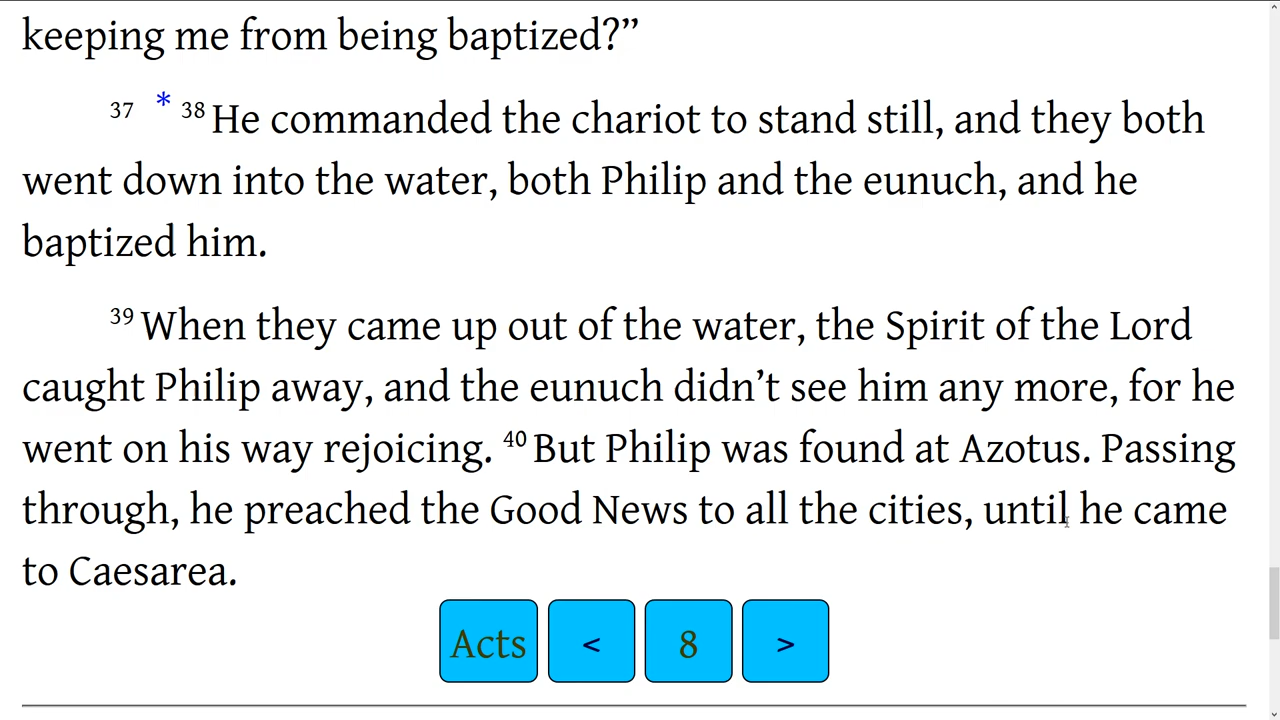 keeping me from being baptized?”
37 * 38 He commanded the chariot to stand still, and they both
went down into the water, both Philip and the eunuch, and he
baptized him.
39 When they came up out of the water, the Spirit of the Lord
caught Philip away, and the eunuch didn’t see him any more, for he
went on his way rejoicing. 40 But Philip was found at Azotus. Passing
through, he preached the Good News to all the cities, until he came
to Caesarea.
Acts < 8 >